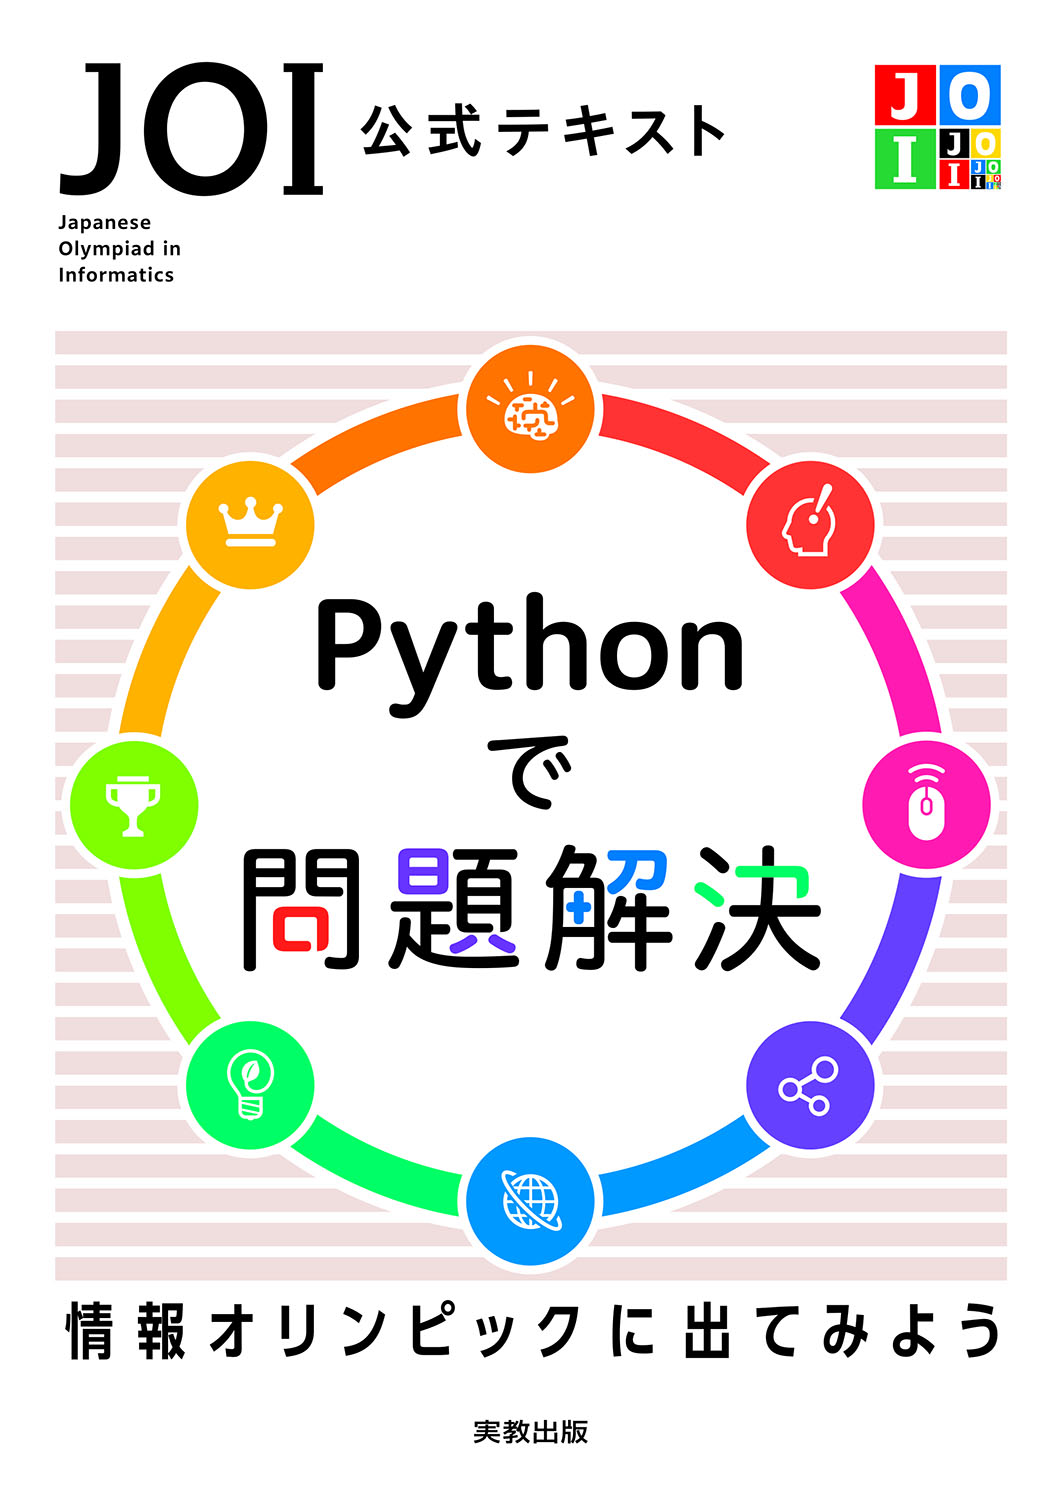 JOI 公式テキスト
J O
I J O
I J O
I
Japanese
Olympiad in
Informatics
Python
で
問題解決
情報オリンピックに出てみよう
実教出版